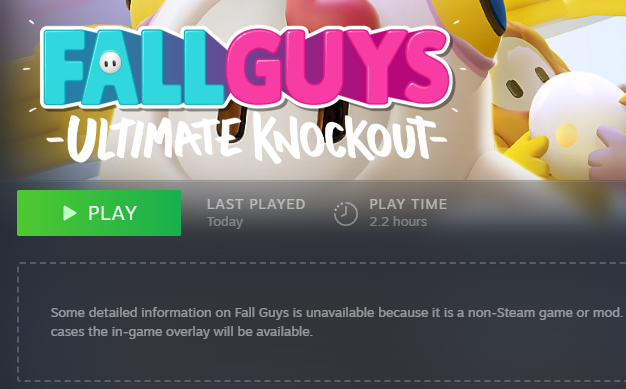 FALL GUYS
-ULTIMATE KNOCKOUT-
PLAY
LAST PLAYED
Today
PLAY TIME
2.2 hours
Some detailed information on Fall Guys is unavailable because it is a non-Steam game or mod.
cases the in-game overlay will be available.